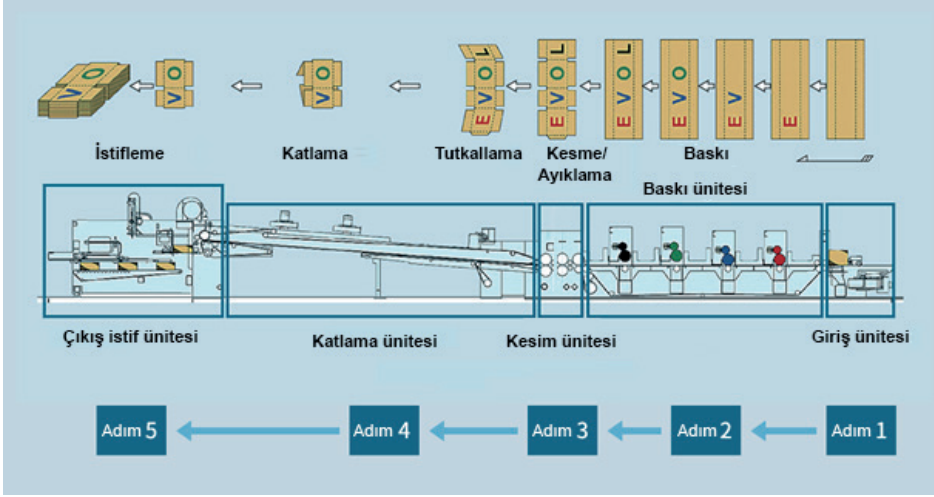 V O
V O
V O
E V O L
E V O L
E V O L
E V O
E V
E
İstifleme
Katlama
Tutkallama
Kesme/
Ayıklama
Baskı
Baskı ünitesi
Çıkış istif ünitesi
Katlama ünitesi
Kesim ünitesi
Giriş ünitesi
Adım 5
Adım 4
Adım 3
Adım 2
Adım 1